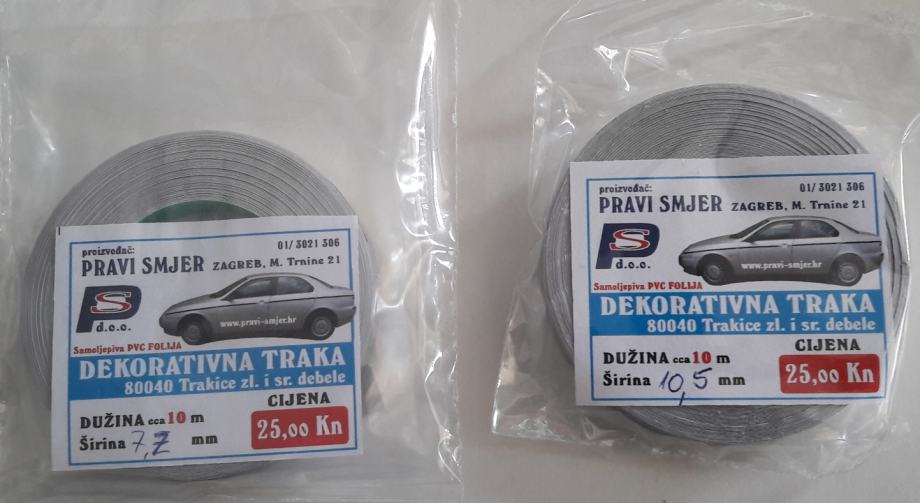 proizvođač:
01/ 3021 306
PRAVI SMJER ZAGREB, M. Trnine 21
PS
d.o.o.
www.pravi-smjer.hr
Samoljepiva PVC FOLIJA
DEKORATIVNA TRAKA
80040 Trakice zl. i sr. debele
DUŽINA cca 10 m
CIJENA
Širina 7,7 mm
25,00 Kn
proizvođač:
01/ 3021 306
PRAVI SMJER ZAGREB, M. Trnine 21
PS
d.o.o.
www.pravi-smjer.hr
Samoljepiva PVC FOLIJA
DEKORATIVNA TRAKA
80040 Trakice zl. i sr. debele
DUŽINA cca 10 m
CIJENA
Širina 10,5 mm
25,00 Kn